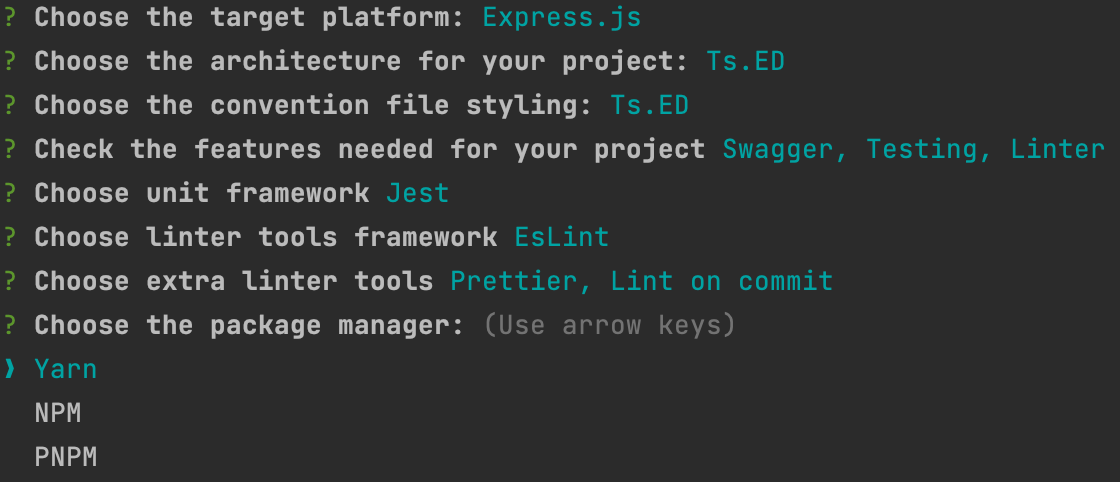 ? Choose the target platform: Express.js
? Choose the architecture for your project: Ts.ED
? Choose the convention file styling: Ts.ED
? Check the features needed for your project Swagger, Testing, Linter
? Choose unit framework Jest
? Choose linter tools framework EsLint
? Choose extra linter tools Prettier, Lint on commit
? Choose the package manager: (Use arrow keys)
❯ Yarn
NPM
PNPM